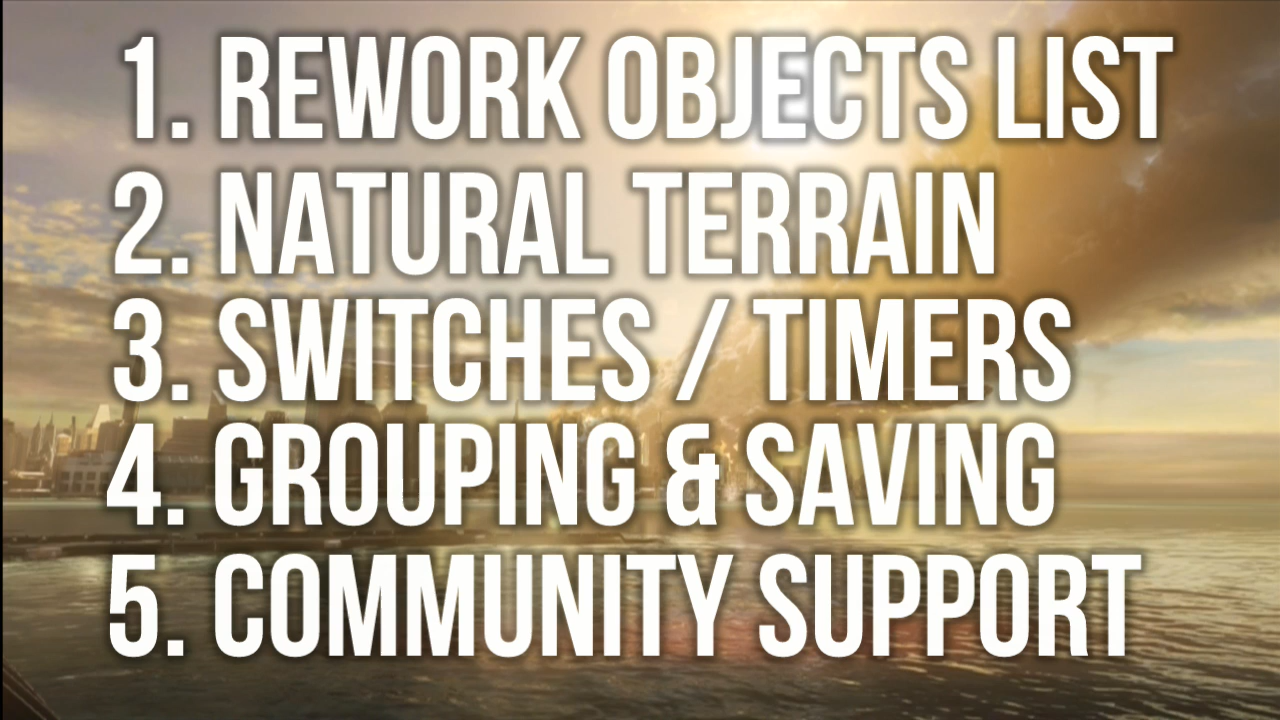 1. REWORK OBJECTS LIST
2. NATURAL TERRAIN
3. SWITCHES / TIMERS
4. GROUPING & SAVING
5. COMMUNITY SUPPORT